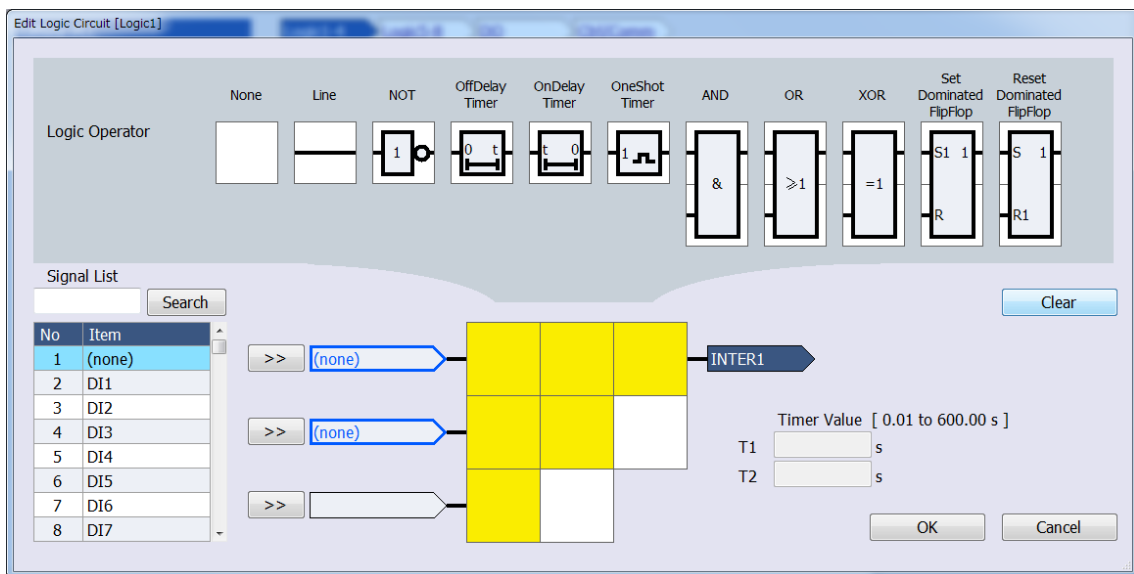 Edit Logic Circuit [Logic1]
None
Line
NOT
OffDelay
Timer
OnDelay
Timer
OneShot
Timer
AND
OR
XOR
Set
Dominated
FlipFlop
Reset
Dominated
FlipFlop
Logic Operator
1
0 t
t 0
1
&
≥1
=1
S1 1
R
S 1
R1
Signal List
Search
Clear
No Item
1 (none)
2 DI1
3 DI2
4 DI3
5 DI4
6 DI5
7 DI6
8 DI7
>> (none)
>> (none)
>>
INTER1
Timer Value [ 0.01 to 600.00 s ]
T1 s
T2 s
OK
Cancel